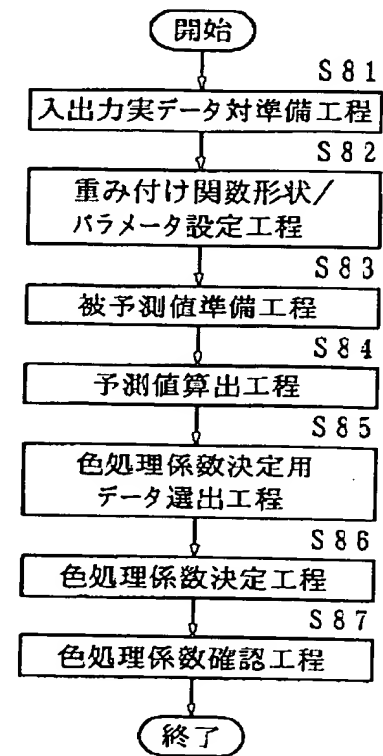 開始
S81
入出力実データ対準備工程
S82
重み付け関数形状/
パラメータ設定工程
S83
被予測値準備工程
S84
予測値算出工程
S85
色処理係数決定用
データ選出工程
S86
色処理係数決定工程
S87
色処理係数確認工程
終了